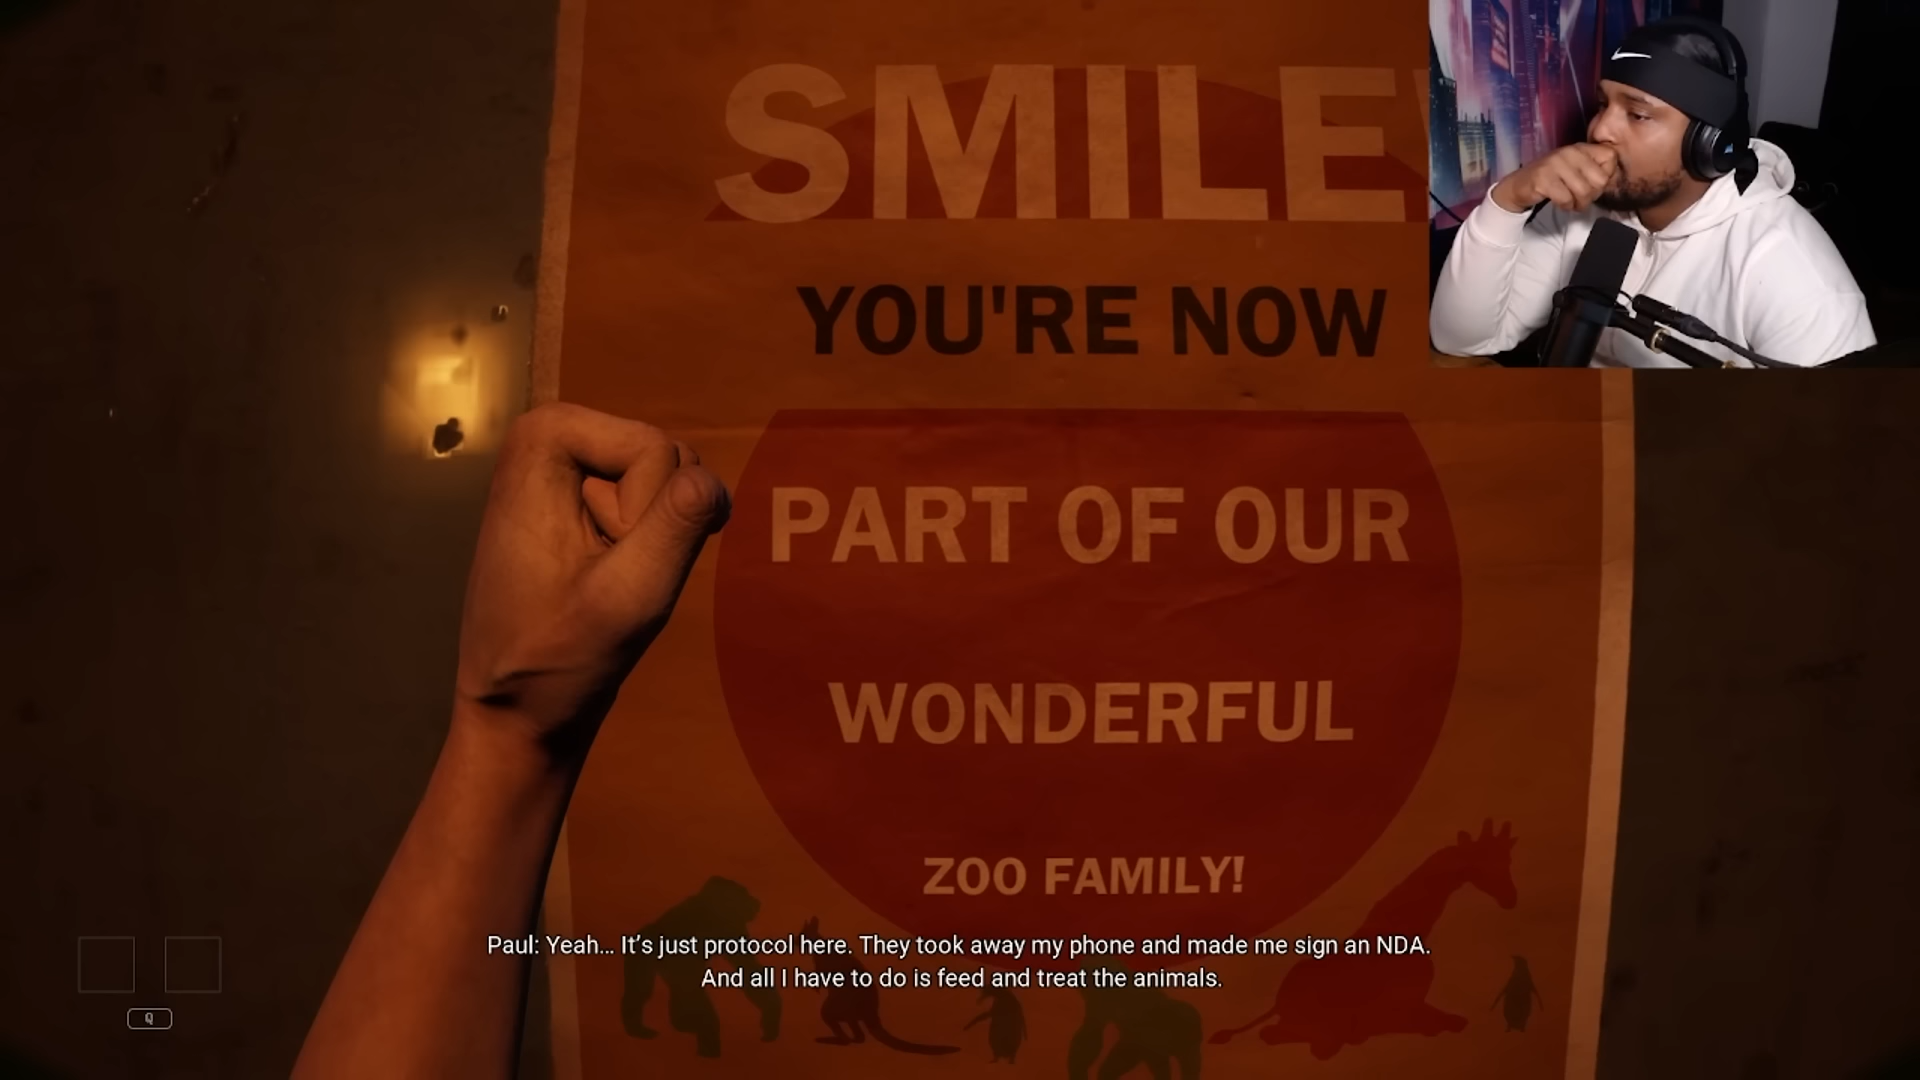 SMILE
YOU'RE NOW
PART OF OUR
WONDERFUL
ZOO FAMILY!
Paul: Yeah... It’s just protocol here. They took away my phone and made me sign an NDA.
And all I have to do is feed and treat the animals.
Q